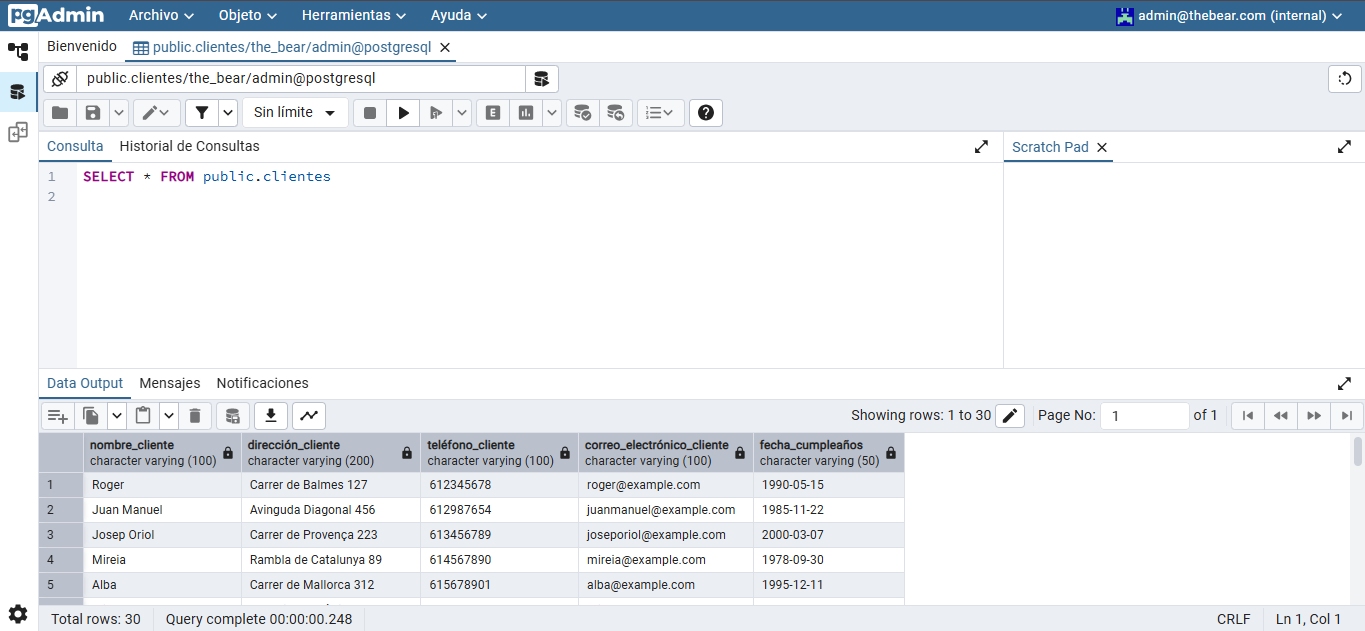 pgAdmin Archivo Objeto Herramientas Ayuda admin@thebear.com (internal)
Bienvenido public.clientes/the_bear/admin@postgresql
public.clientes/the_bear/admin@postgresql
Sin límite E
Consulta Historial de Consultas Scratch Pad
1 SELECT * FROM public.clientes
2
Data Output Mensajes Notificaciones
Showing rows: 1 to 30 Page No: 1 of 1
nombre_cliente dirección_cliente teléfono_cliente correo_electrónico_cliente fecha_cumpleaños
character varying (100) character varying (200) character varying (100) character varying (100) character varying (50)
1 Roger Carrer de Balmes 127 612345678 roger@example.com 1990-05-15
2 Juan Manuel Avinguda Diagonal 456 612987654 juanmanuel@example.com 1985-11-22
3 Josep Oriol Carrer de Provença 223 613456789 joseporiol@example.com 2000-03-07
4 Mireia Rambla de Catalunya 89 614567890 mireia@example.com 1978-09-30
5 Alba Carrer de Mallorca 312 615678901 alba@example.com 1995-12-11
Total rows: 30 Query complete 00:00:00.248 CRLF Ln 1, Col 1